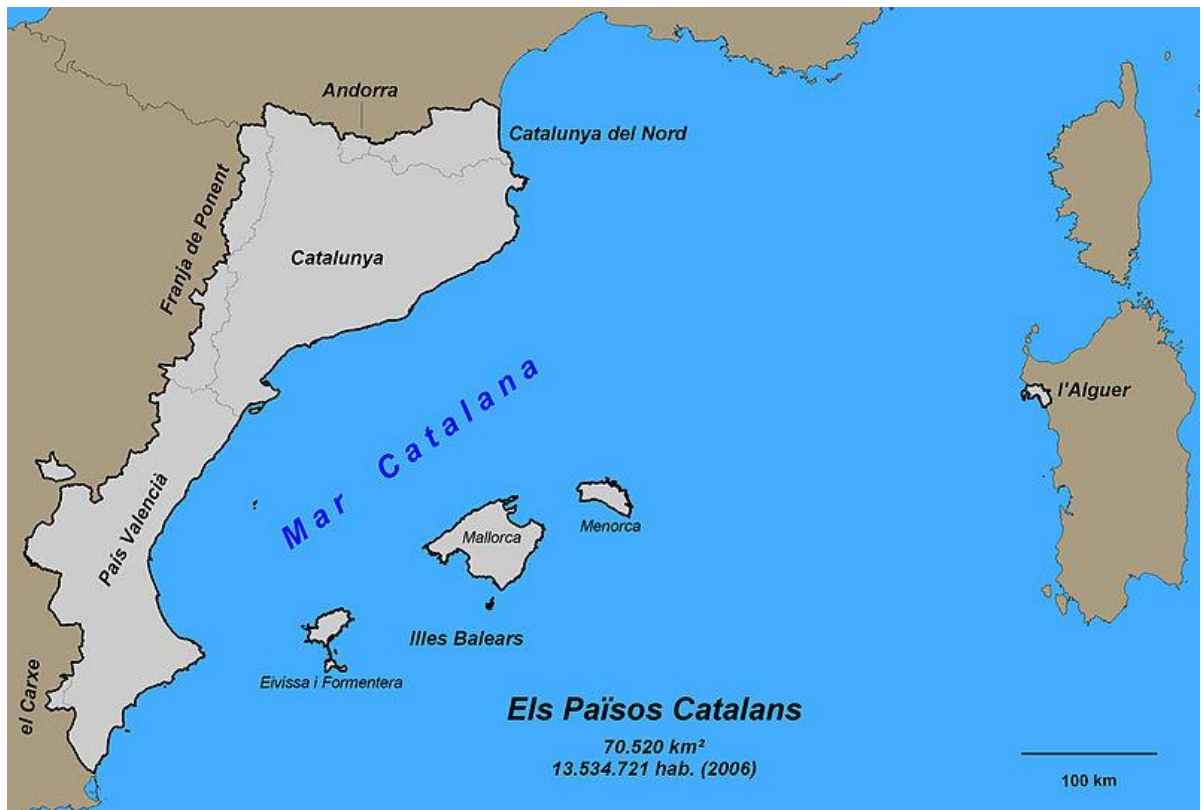 Andorra
Catalunya del Nord
Franja de Ponent
Catalunya
Mar Catalana
l'Alguer
País Valencià
Mallorca
Menorca
Illes Balears
Eivissa i Formentera
el Carxe
Els Països Catalans
70.520 km²
13.534.721 hab. (2006)
100 km